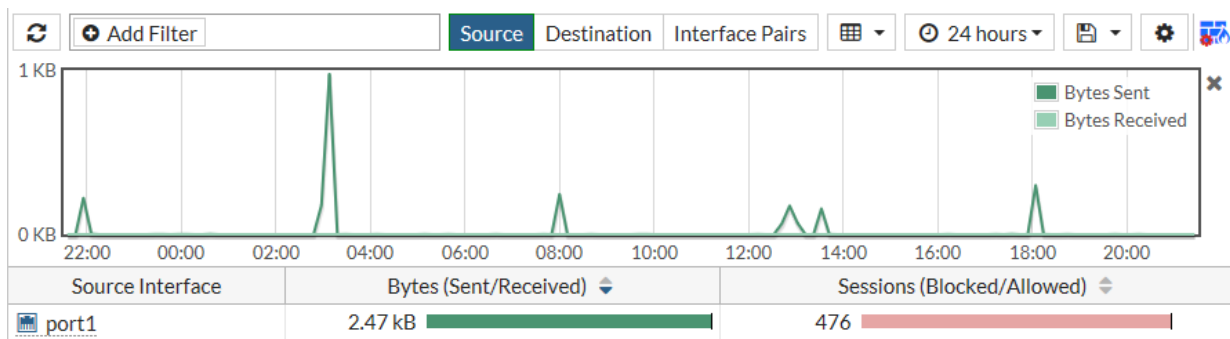 Add Filter Source Destination Interface Pairs 24 hours
1 KB
Bytes Sent
Bytes Received
0 KB
22:00 00:00 02:00 04:00 06:00 08:00 10:00 12:00 14:00 16:00 18:00 20:00
Source Interface Bytes (Sent/Received) Sessions (Blocked/Allowed)
port1 2.47 kB 476